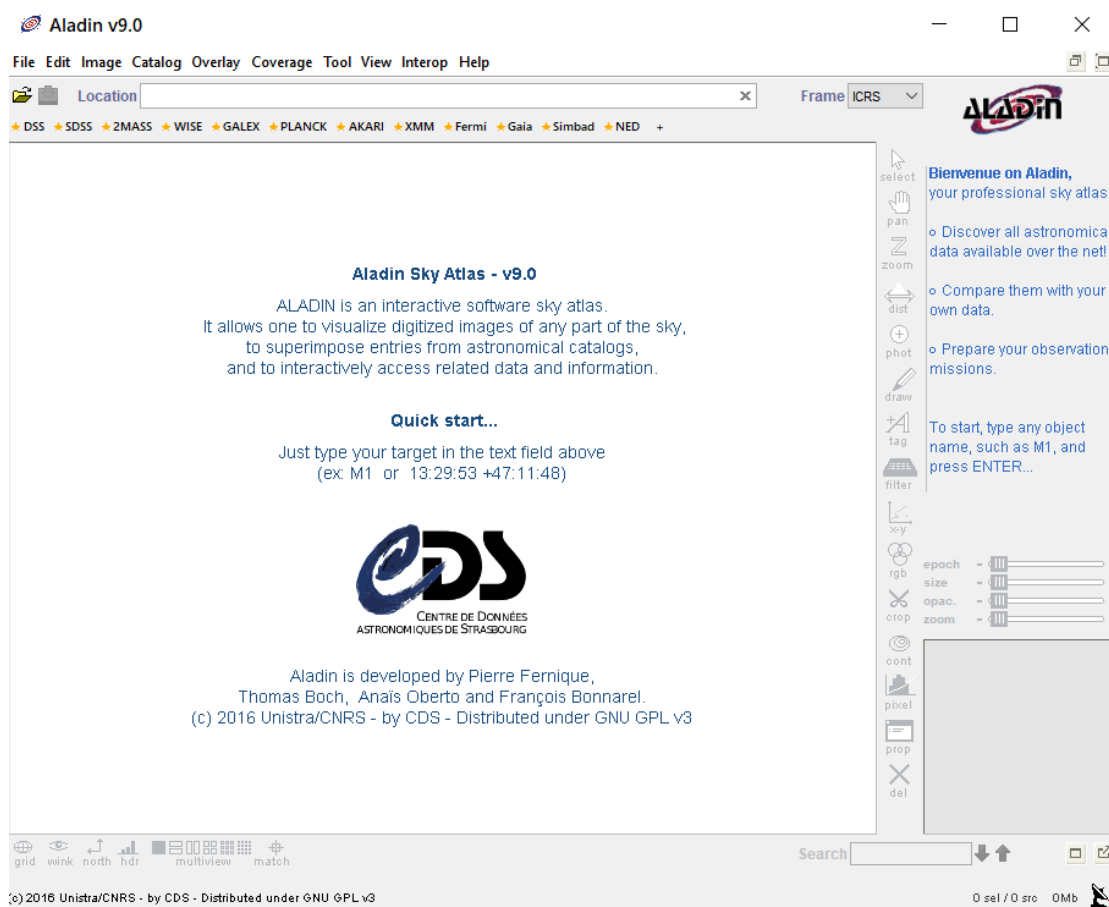 Aladin v9.0
File Edit Image Catalog Overlay Coverage Tool View Interop Help
Location
Frame ICRS
ALADIN
DSS SDSS 2MASS WISE GALEX PLANCK AKARI XMM Fermi Gaia Simbad NED +
Aladin Sky Atlas - v9.0
ALADIN is an interactive software sky atlas.
It allows one to visualize digitized images of any part of the sky,
to superimpose entries from astronomical catalogs,
and to interactively access related data and information.
Quick start...
Just type your target in the text field above
(ex: M1 or 13:29:53 +47:11:48)
CDS
CENTRE DE DONNÉES
ASTRONOMIQUES DE STRASBOURG
Aladin is developed by Pierre Fernique,
Thomas Boch, Anaïs Oberto and François Bonnarel.
(c) 2016 Unistra/CNRS - by CDS - Distributed under GNU GPL v3
select
pan
zoom
dist
phot
draw
tag
filter
x-y
rgb
crop
cont
pixel
prop
del
Bienvenue on Aladin,
your professional sky atlas
o Discover all astronomica
data available over the net!
o Compare them with your
own data.
o Prepare your observation
missions.
To start, type any object
name, such as M1, and
press ENTER...
epoch
size
opac.
zoom
grid wink north hdr multiview match
Search
(c) 2016 Unistra/CNRS - by CDS - Distributed under GNU GPL v3
0 sel / 0 src 0Mb